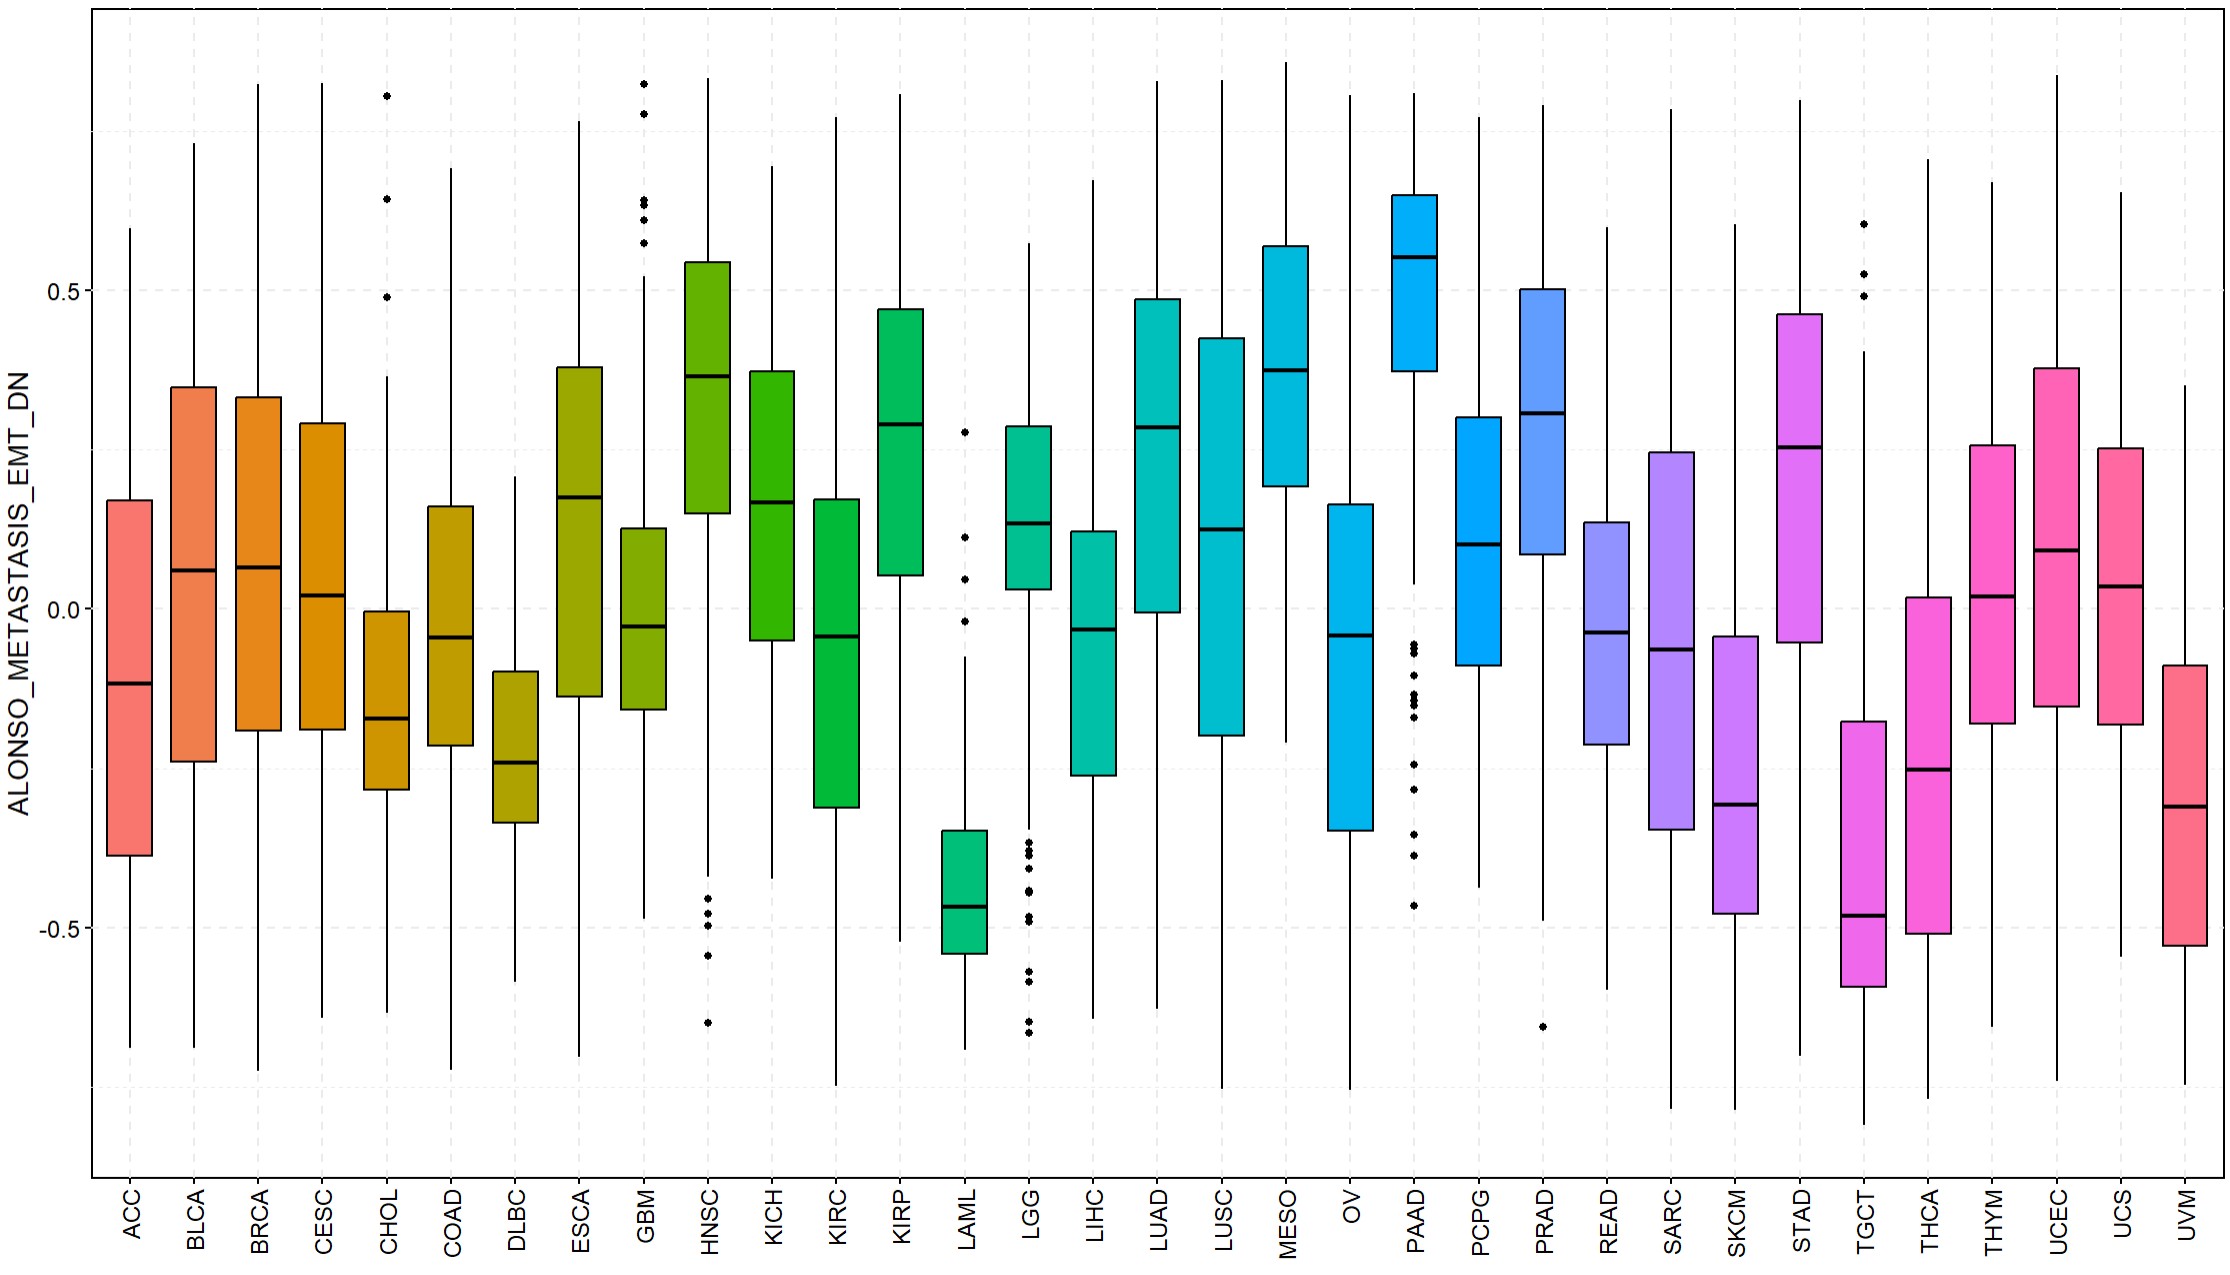 ALONSO_METASTASIS_EMT_DN
0.5
0.0
-0.5
ACC
BLCA
BRCA
CESC
CHOL
COAD
DLBC
ESCA
GBM
HNSC
KICH
KIRC
KIRP
LAML
LGG
LIHC
LUAD
LUSC
MESO
OV
PAAD
PCPG
PRAD
READ
SARC
SKCM
STAD
TGCT
THCA
THYM
UCEC
UCS
UVM